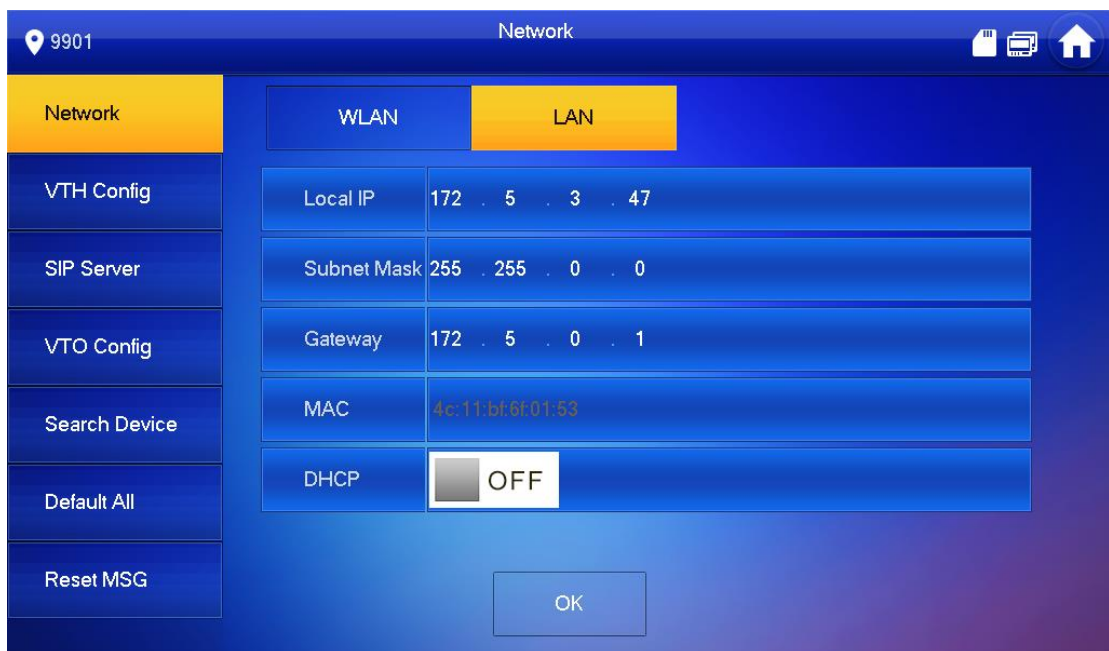 9901
Network
Network
WLAN
LAN
VTH Config
Local IP
172 . 5 . 3 . 47
SIP Server
Subnet Mask
255 . 255 . 0 . 0
VTO Config
Gateway
172 . 5 . 0 . 1
Search Device
MAC
4c:11:bf:6f:01:53
Default All
DHCP
OFF
Reset MSG
OK